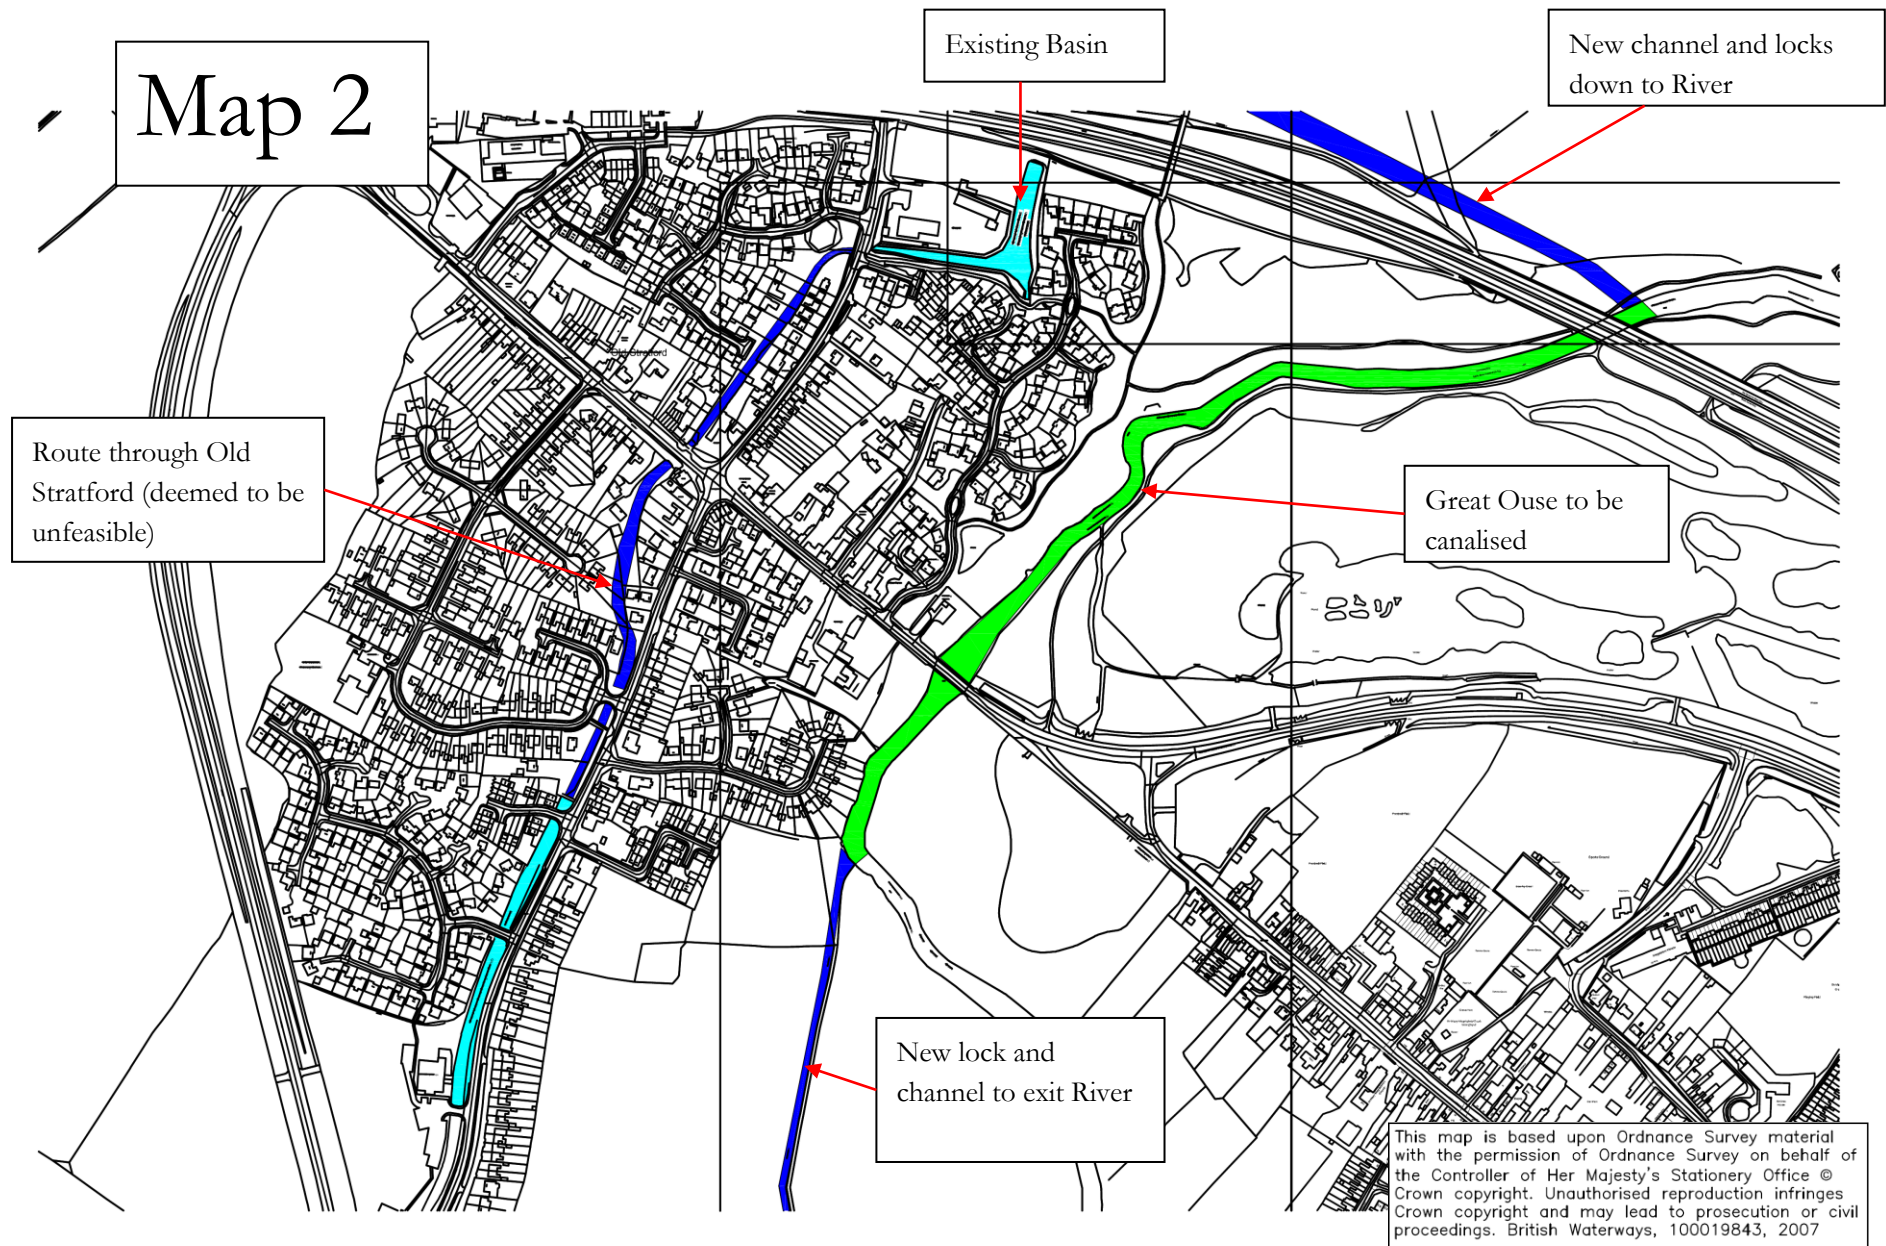 Map 2
Existing Basin
New channel and locks
down to River
Old Stratford
Route through Old
Stratford (deemed to be
unfeasible)
Great Ouse to be
canalised
New lock and
channel to exit River
This map is based upon Ordnance Survey material
with the permission of Ordnance Survey on behalf of
the Controller of Her Majesty's Stationery Office ©
Crown copyright. Unauthorised reproduction infringes
Crown copyright and may lead to prosecution or civil
proceedings. British Waterways, 100019843, 2007